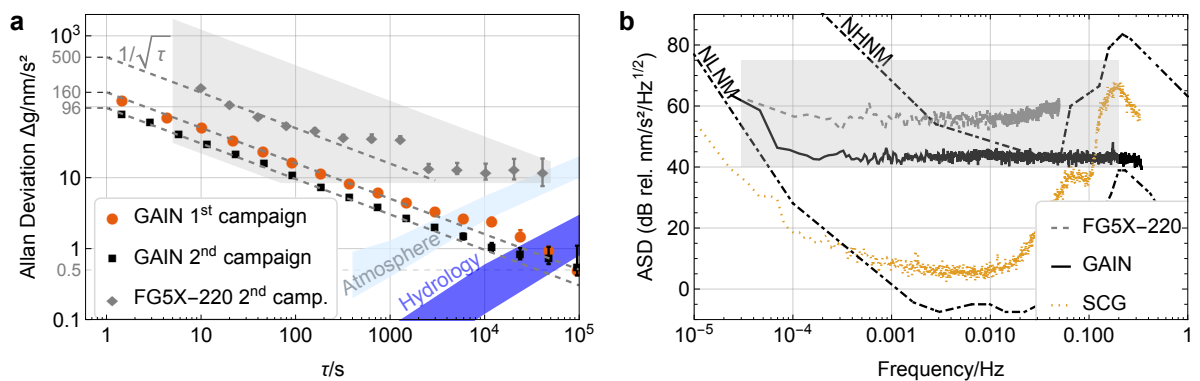 a
10³
500
160
100
96
10
1
0.5
0.1
1/√τ
Allan Deviation Δg/nm/s²
GAIN 1st campaign
GAIN 2nd campaign
FG5X−220 2nd camp.
Atmosphere
Hydrology
1
10
100
1000
10⁴
10⁵
τ/s
b
80
60
40
20
0
ASD (dB rel. nm/s²/Hz¹ᐟ²)
NLNM
NHNM
FG5X−220
GAIN
SCG
10⁻⁵
10⁻⁴
0.001
0.010
0.100
1
Frequency/Hz